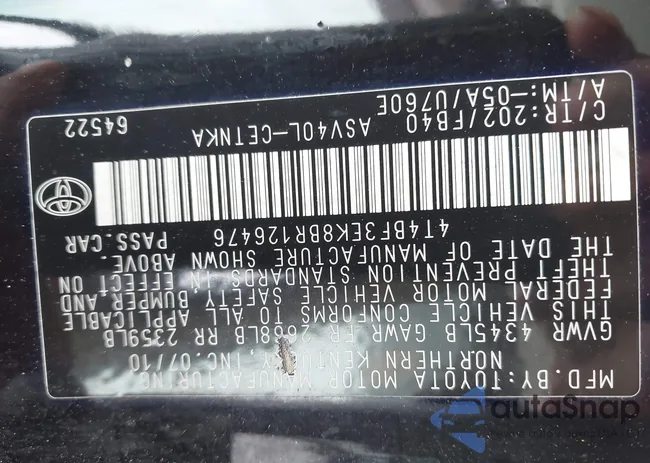 MFD. BY: TOYOTA MOTOR MANUFACTURING
NORTHERN KENTUCKY, INC. 07/10
GVWR 4345LB GAWR FR 2668LB RR 2359LB
THIS VEHICLE CONFORMS TO ALL APPLICABLE
FEDERAL MOTOR VEHICLE SAFETY BUMPER, AND
THEFT PREVENTION STANDARDS IN EFFECT ON
THE DATE OF MANUFACTURE SHOWN ABOVE.
4T4BF3EK8BR126476 PASS. CAR
ASV40L-CETNKA 64522
C/TR: 202/FB40
A/TM: -05A/U760E
autoSnap